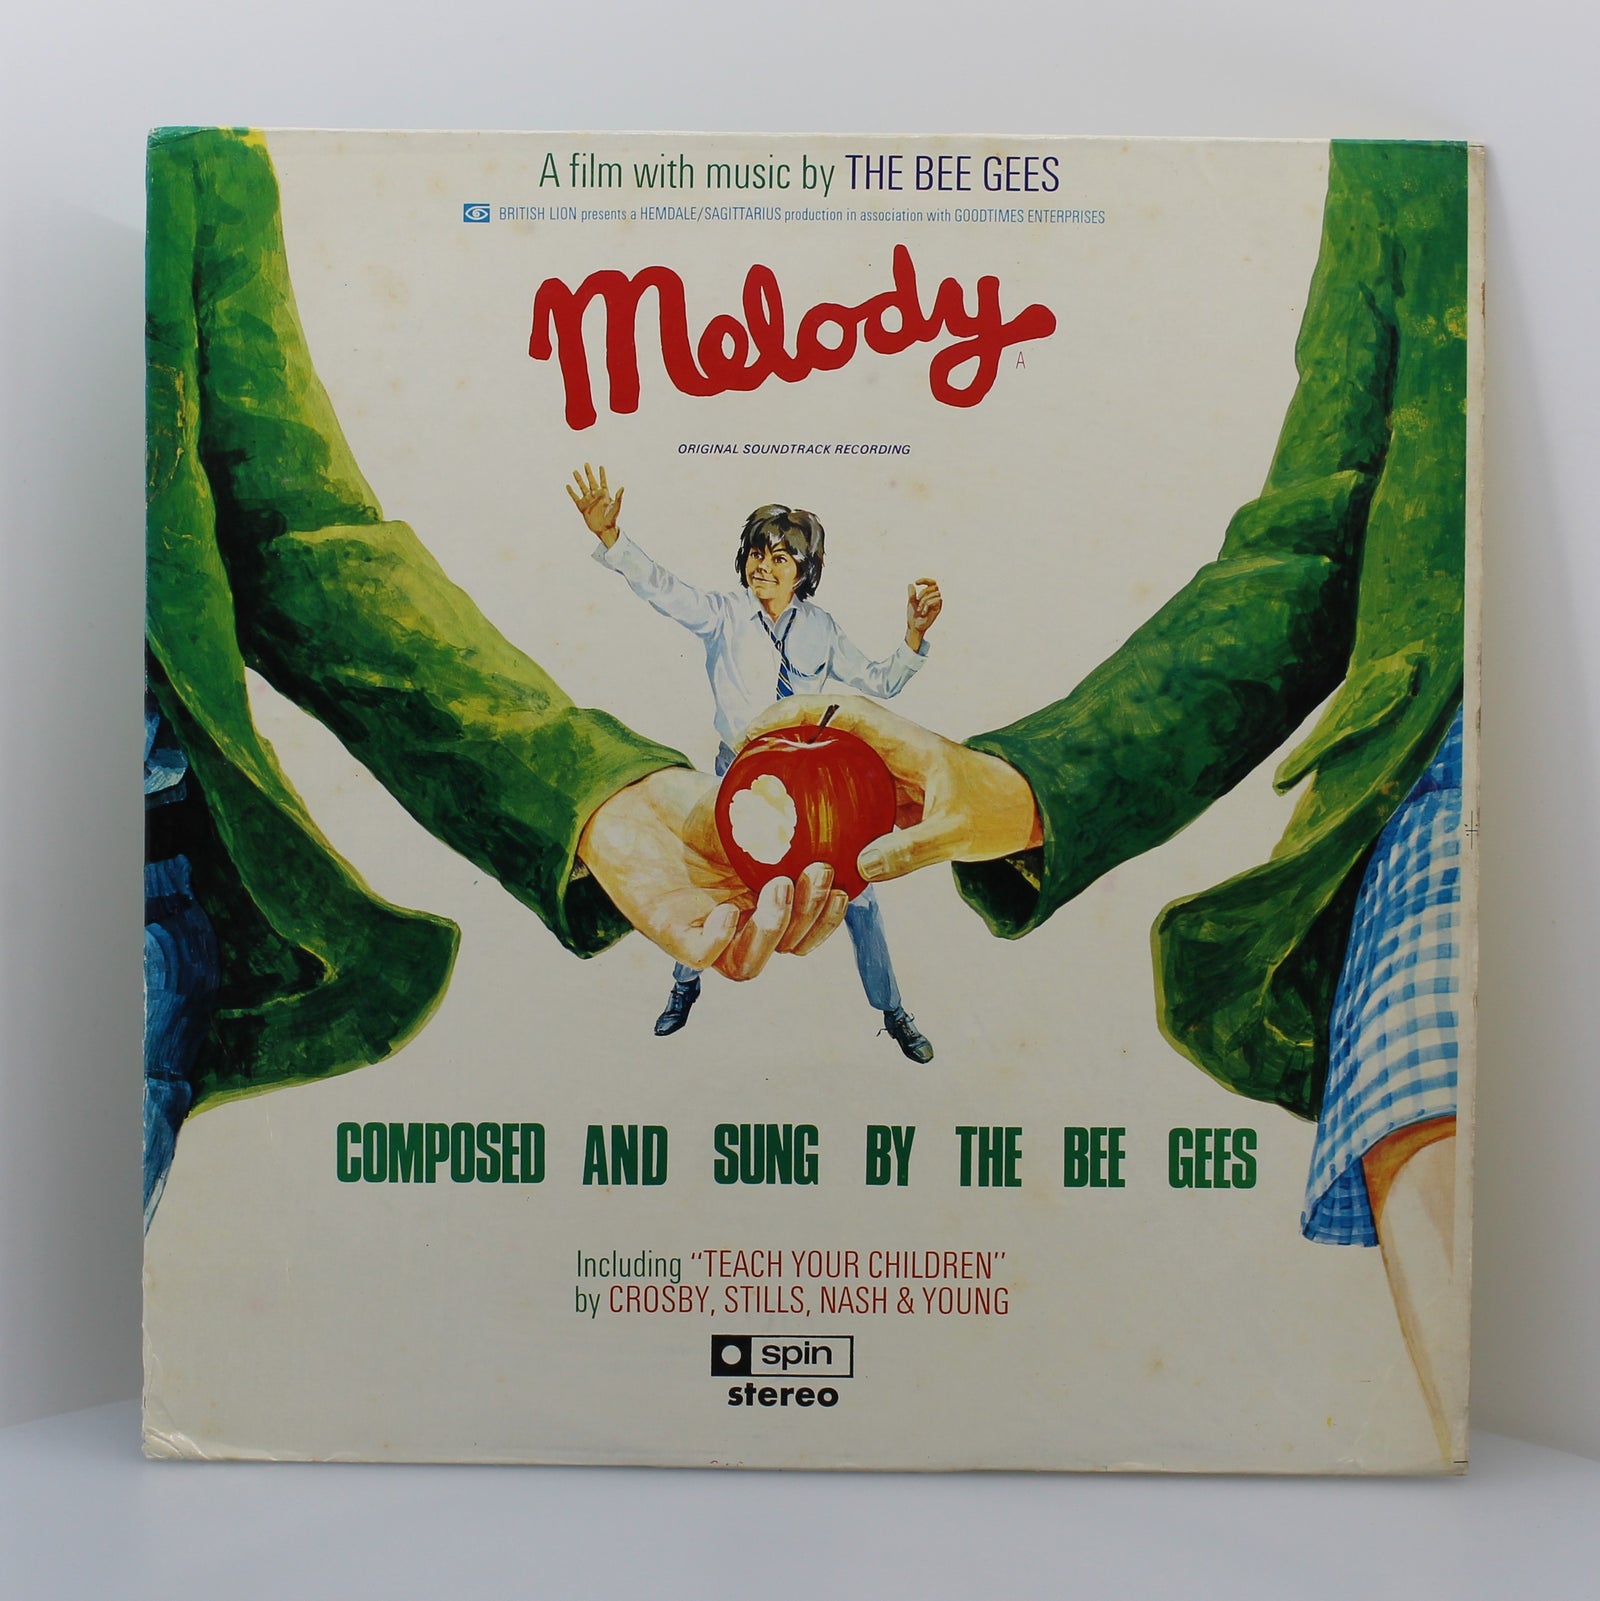 A film with music by THE BEE GEES
BRITISH LION presents a HEMDALE/SAGITTARIUS production in association with GOODTIMES ENTERPRISES
Melody
A
ORIGINAL SOUNDTRACK RECORDING
COMPOSED AND SUNG BY THE BEE GEES
Including “TEACH YOUR CHILDREN”
by CROSBY, STILLS, NASH & YOUNG
spin
stereo